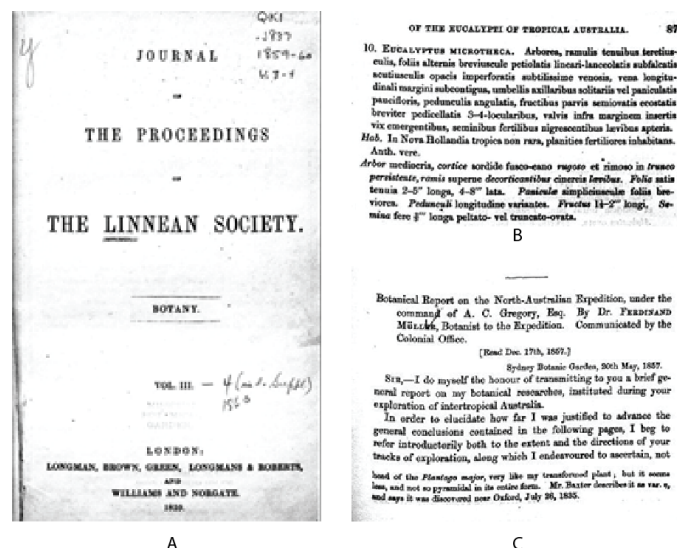 y
QK1
.L837
1859-60
V.3-4
JOURNAL
OF
THE PROCEEDINGS
OF
THE LINNEAN SOCIETY.
BOTANY.
VOL. III. — 4
LONDON:
LONGMAN, BROWN, GREEN, LONGMANS & ROBERTS,
AND
WILLIAMS AND NORGATE.
1859.
A
OF THE EUCALYPTI OF TROPICAL AUSTRALIA. 87
10. EUCALYPTUS MICROTHECA. Arbores, ramulis tenuibus teretius-
culis, foliis alternis breviuscule petiolatis lineari-lanceolatis subfalcatis
acutiusculis opacis imperforatis subtilissime venosis, vena longitu-
dinali margini subcontigua, umbellis axillaribus solitariis vel paniculatis
paucifloris, pedunculis angulatis, fructibus parvis semiovatis ecostatis
breviter pedicellatis 3–4-locularibus, valvis infra marginem insertis
vix emergentibus, seminibus fertilibus nigrescentibus lævibus apteris.
Hab. In Nova Hollandia tropica non rara, planities fertiliores inhabitans.
Anth. vere.
Arbor mediocris, cortice sordide fusco-cano rugoso et rimoso in trunco
persistente, ramis superne decorticantibus cinereis lævibus. Folia satis
tenuia 2–5" longa, 4–8''' lata. Paniculæ simpliciusculæ foliis bre-
viores. Pedunculi longitudine variantes. Fructus 1½–2''' longi. Se-
mina fere longa peltato- vel truncato-ovata.
B
Botanical Report on the North-Australian Expedition, under the
command of A. C. Gregory, Esq. By Dr. FERDINAND
MÜLLER, Botanist to the Expedition. Communicated by the
Colonial Office.
[Read Dec. 17th, 1857.]
Sydney Botanic Garden, 30th May, 1857.
SIR,—I do myself the honour of transmitting to you a brief ge-
neral report on my botanical researches, instituted during your
exploration of intertropical Australia.
In order to elucidate how far I was justified to advance the
general conclusions contained in the following pages, I beg to
refer introductorily both to the extent and the directions of your
tracks of exploration, along which I endeavoured to ascertain, not
head of the Plantago major, very like my transformed plant; but it seems
less, and not so pyramidal in its entire form. Mr. Baxter describes it as var. e,
and says it was discovered near Oxford, July 26, 1835.
C